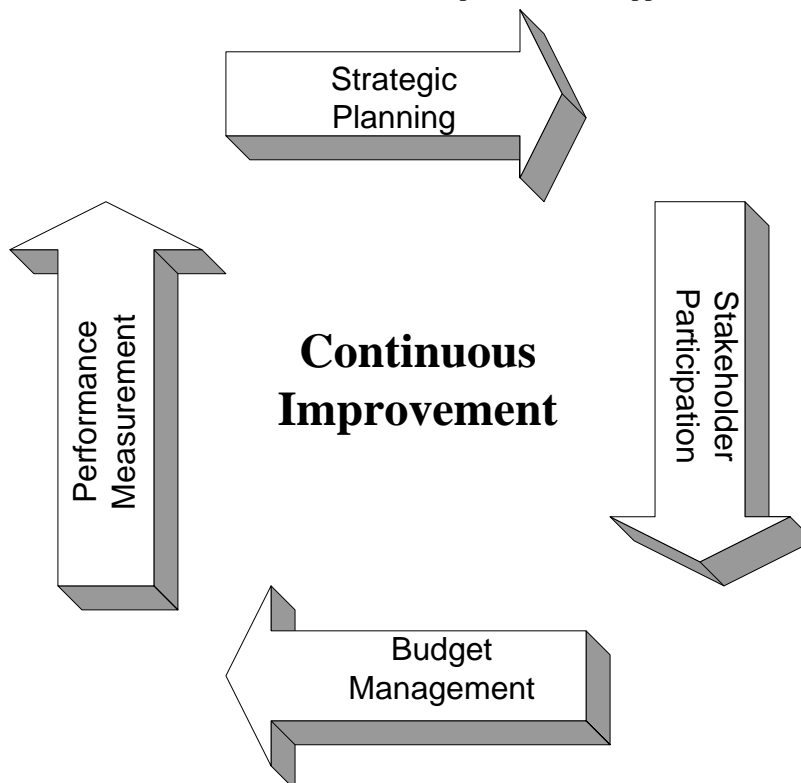 Strategic
Planning
Stakeholder
Participation
Continuous
Improvement
Performance
Measurement
Budget
Management